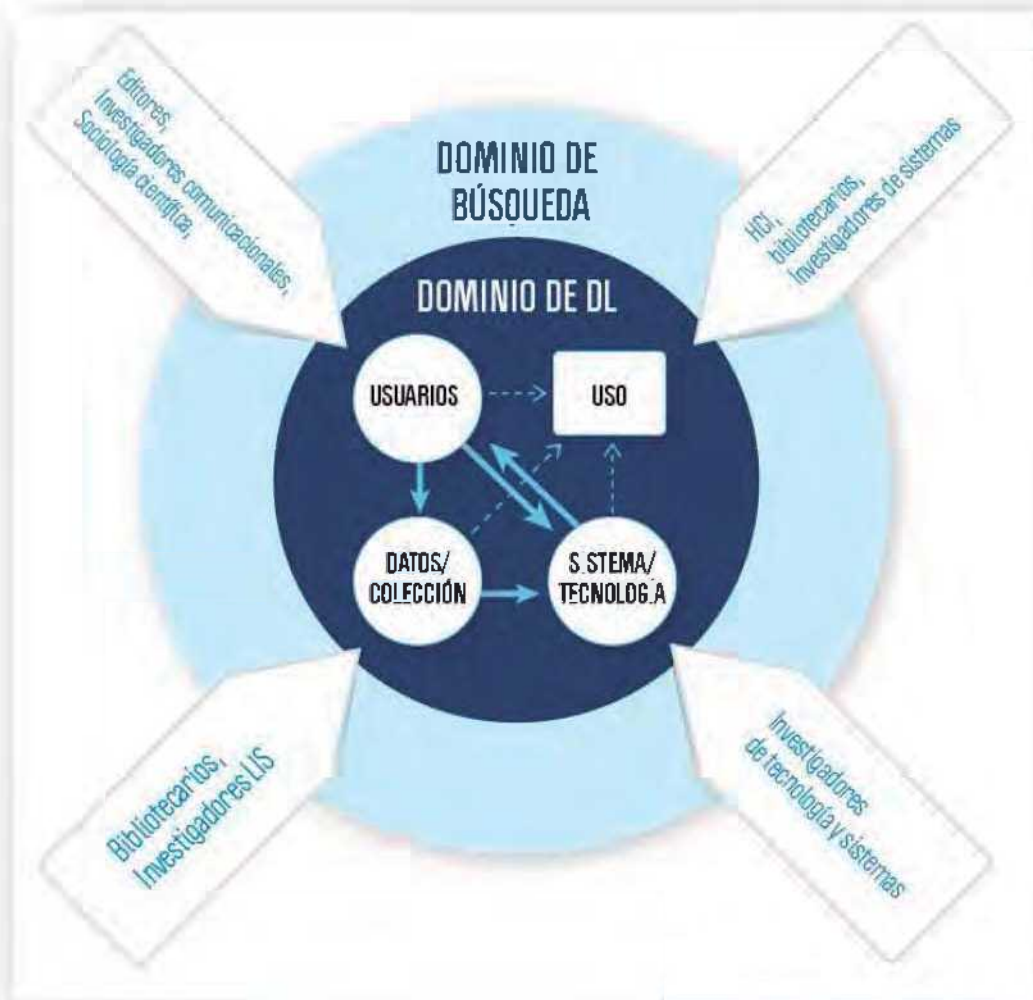 Editores,
Investigadores comunicacionales,
Sociología científica,
HCI,
bibliotecarios,
Investigadores de sistemas
DOMINIO DE
BÚSQUEDA
DOMINIO DE DL
USUARIOS
USO
DATOS/
COLECCIÓN
S.STEMA/
TECNOLOG.A
Bibliotecarios,
Investigadores LIS
Investigadores
de tecnología y sistemas